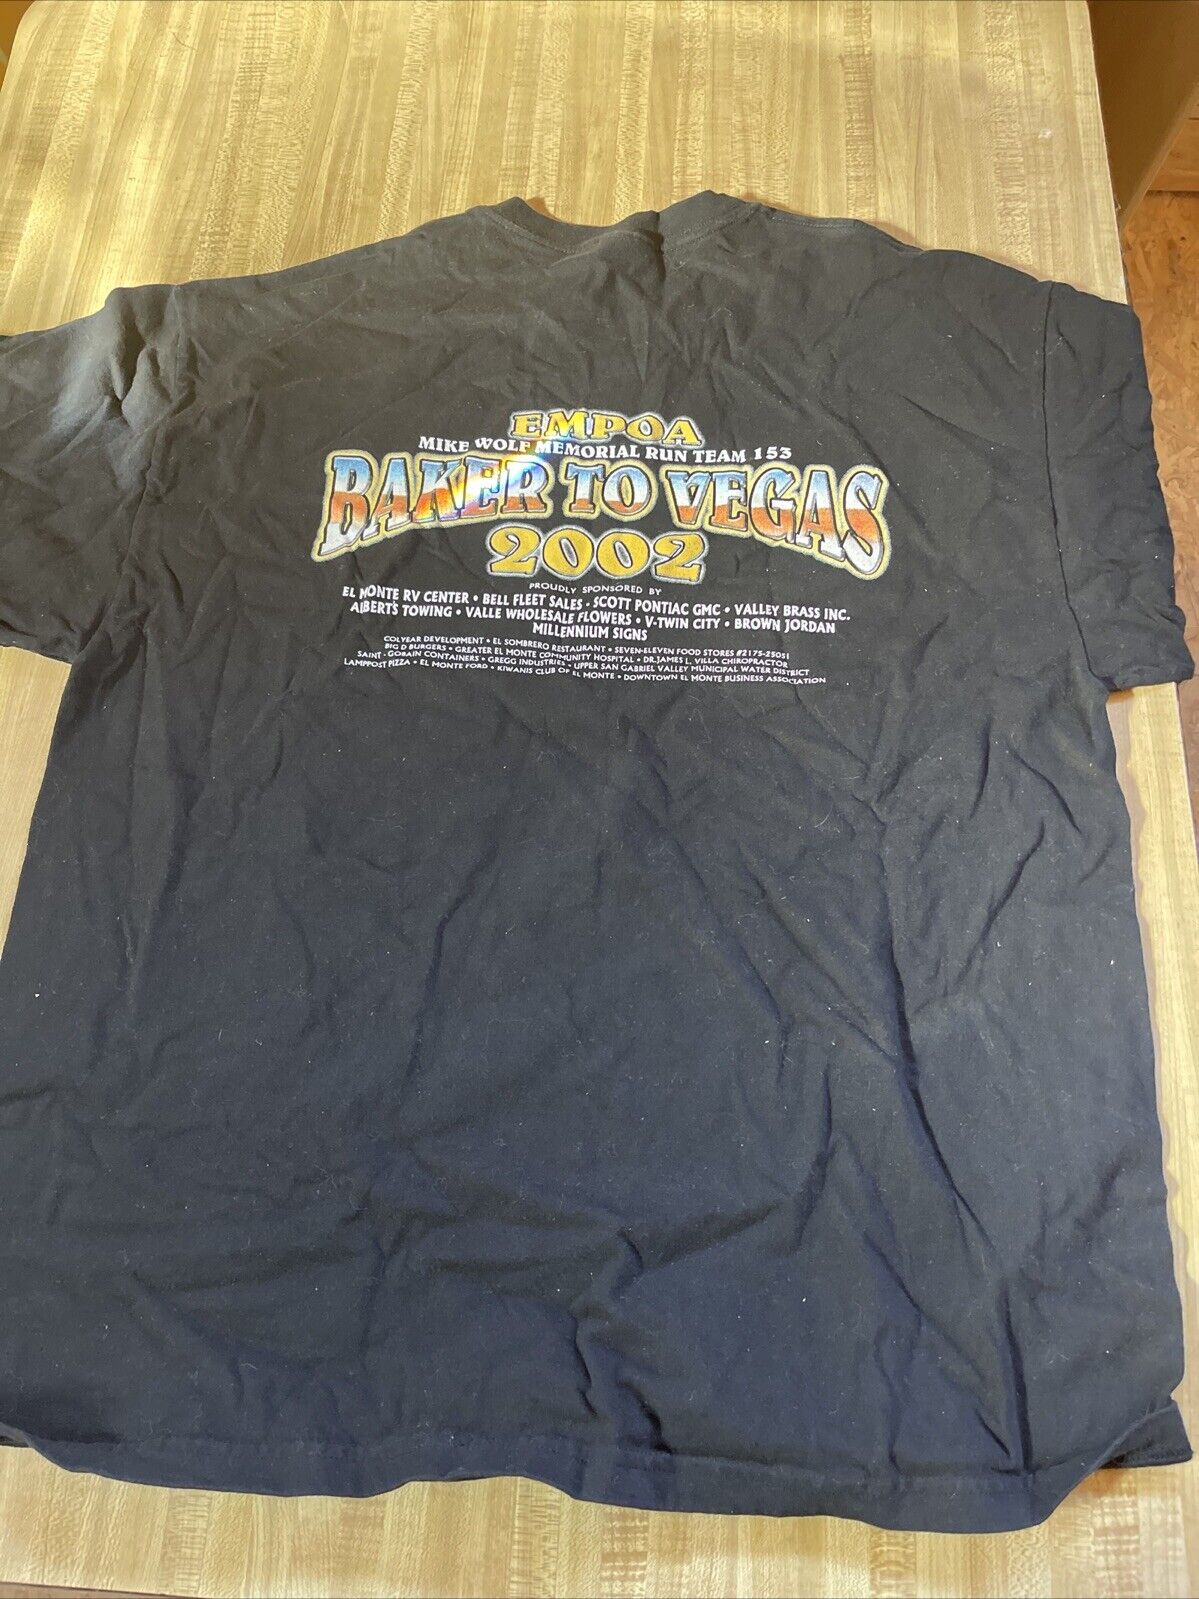 EMPOA
MIKE WOLF MEMORIAL RUN TEAM 153
BAKER TO VEGAS
2002
PROUDLY SPONSORED BY
EL MONTE RV CENTER • BELL FLEET SALES • SCOTT PONTIAC GMC • VALLEY BRASS INC.
ALBERTS TOWING • VALLE WHOLESALE FLOWERS • V-TWIN CITY • BROWN JORDAN
MILLENNIUM SIGNS
COLYEAR DEVELOPMENT • EL SOMBRERO RESTAURANT • SEVEN-ELEVEN FOOD STORES #2175-25051
BIG D BURGERS • GREATER EL MONTE COMMUNITY HOSPITAL • DR.JAMES L. VILLA CHIROPRACTOR
SAINT - GOBAIN CONTAINERS • GREGG INDUSTRIES • UPPER SAN GABRIEL VALLEY MUNICIPAL WATER DISTRICT
LAMPPOST PIZZA • EL MONTE FORD • KIWANIS CLUB OF EL MONTE • DOWNTOWN EL MONTE BUSINESS ASSOCIATION